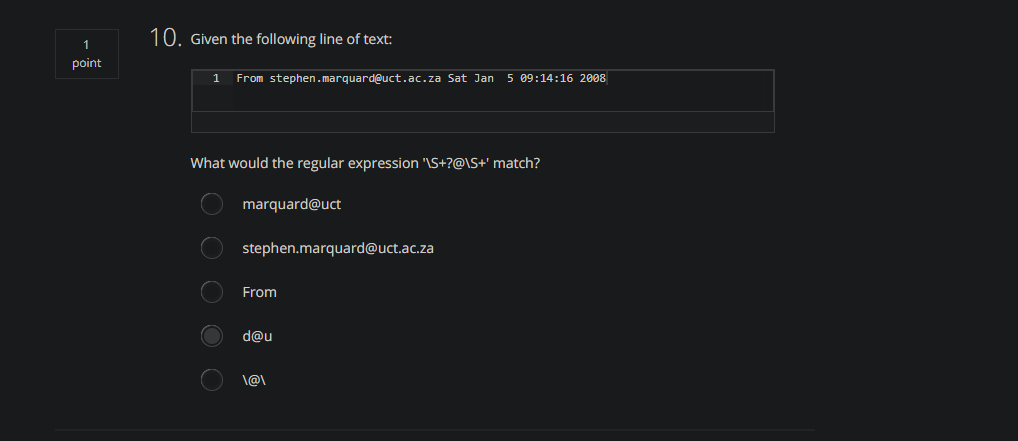 1
point
10. Given the following line of text:
1 From stephen.marquard@uct.ac.za Sat Jan  5 09:14:16 2008
What would the regular expression '\S+?@\S+' match?
marquard@uct
stephen.marquard@uct.ac.za
From
d@u
\@\